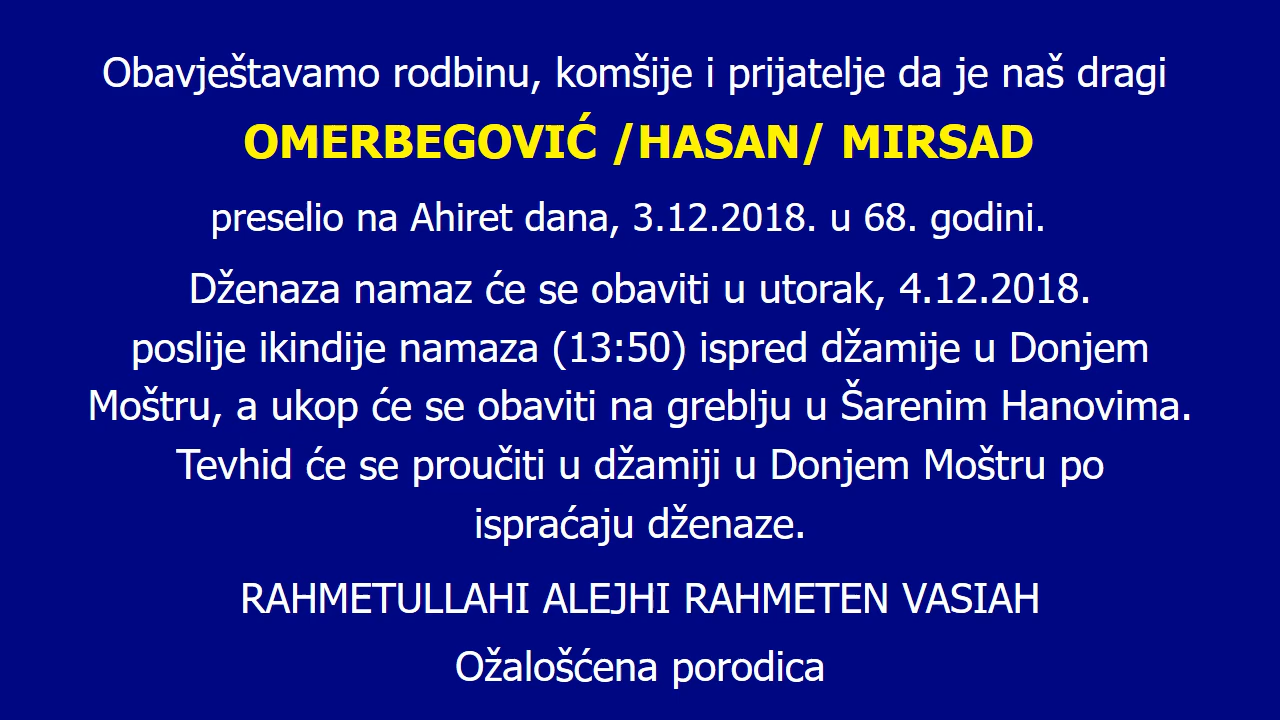 Obavještavamo rodbinu, komšije i prijatelje da je naš dragi
OMERBEGOVIĆ /HASAN/ MIRSAD
preselio na Ahiret dana, 3.12.2018. u 68. godini.
Dženaza namaz će se obaviti u utorak, 4.12.2018.
poslije ikindije namaza (13:50) ispred džamije u Donjem
Moštru, a ukop će se obaviti na greblju u Šarenim Hanovima.
Tevhid će se proučiti u džamiji u Donjem Moštru po
ispraćaju dženaze.
RAHMETULLAHI ALEJHI RAHMETEN VASIAH
Ožalošćena porodica